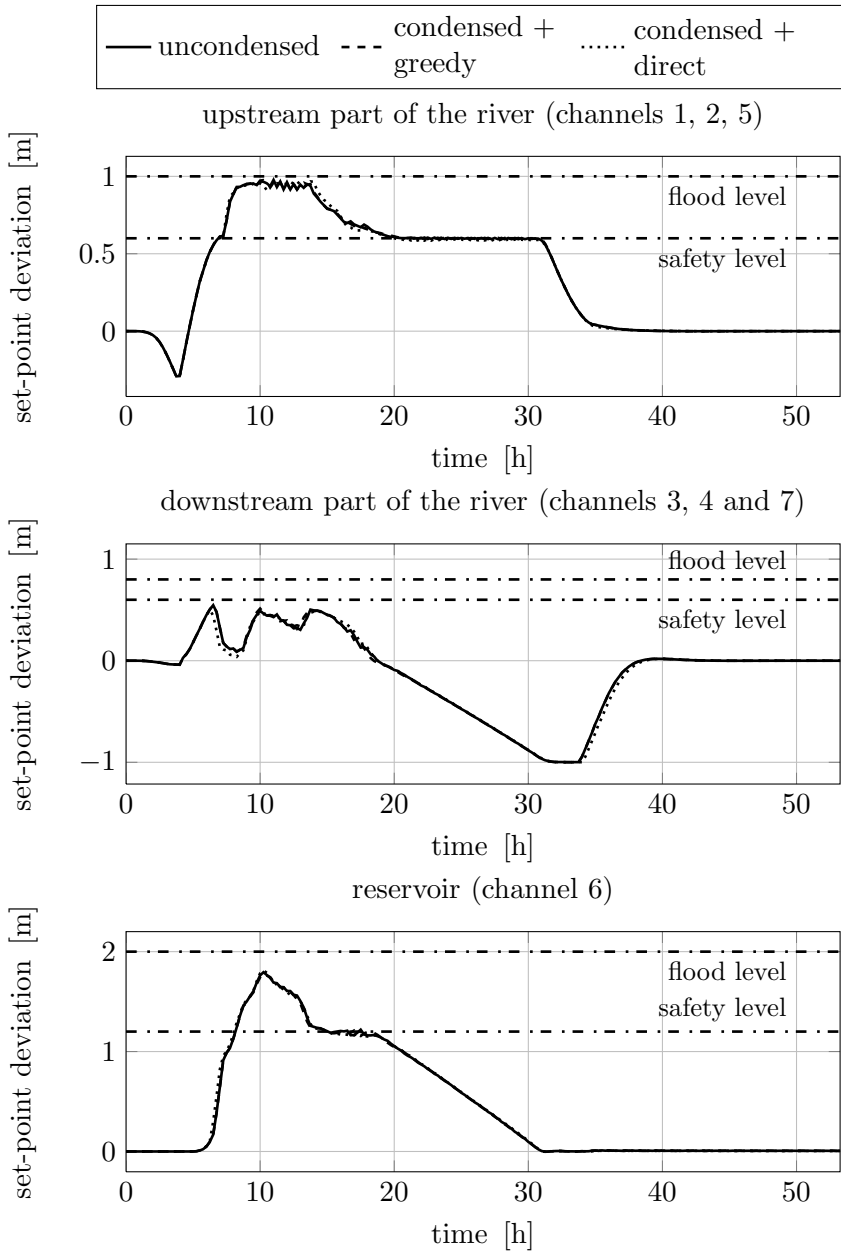 uncondensed
condensed +
greedy
condensed +
direct
upstream part of the river (channels 1, 2, 5)
set-point deviation [m]
1
0.5
0
flood level
safety level
0 10 20 30 40 50
time [h]
downstream part of the river (channels 3, 4 and 7)
set-point deviation [m]
1
0
−1
flood level
safety level
0 10 20 30 40 50
time [h]
reservoir (channel 6)
set-point deviation [m]
2
1
0
flood level
safety level
0 10 20 30 40 50
time [h]